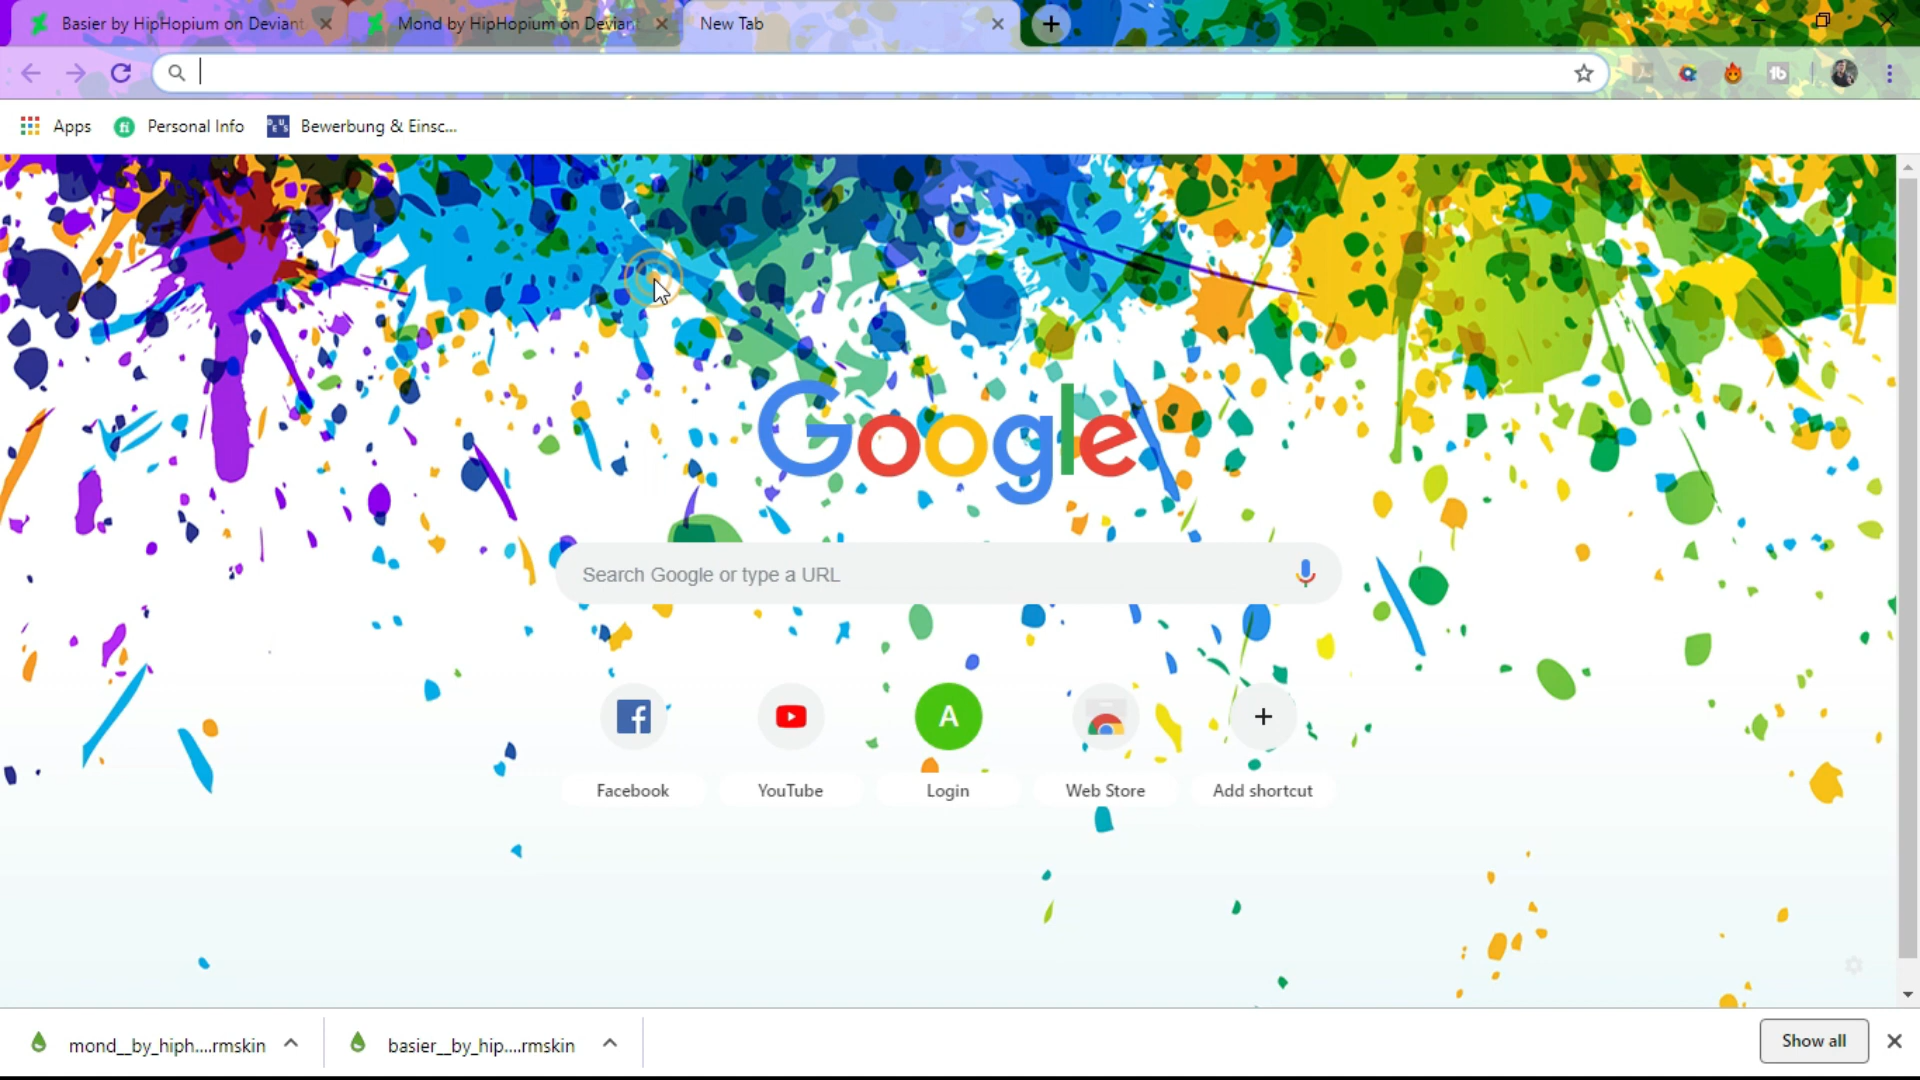 Basier by HipHopium on Deviant
Mond by HipHopium on Deviant
New Tab
Apps
Personal Info
Bewerbung & Einsc...
Google
Search Google or type a URL
A
Facebook
YouTube
Login
Web Store
Add shortcut
mond__by_hiph....rmskin
basier__by_hip....rmskin
Show all